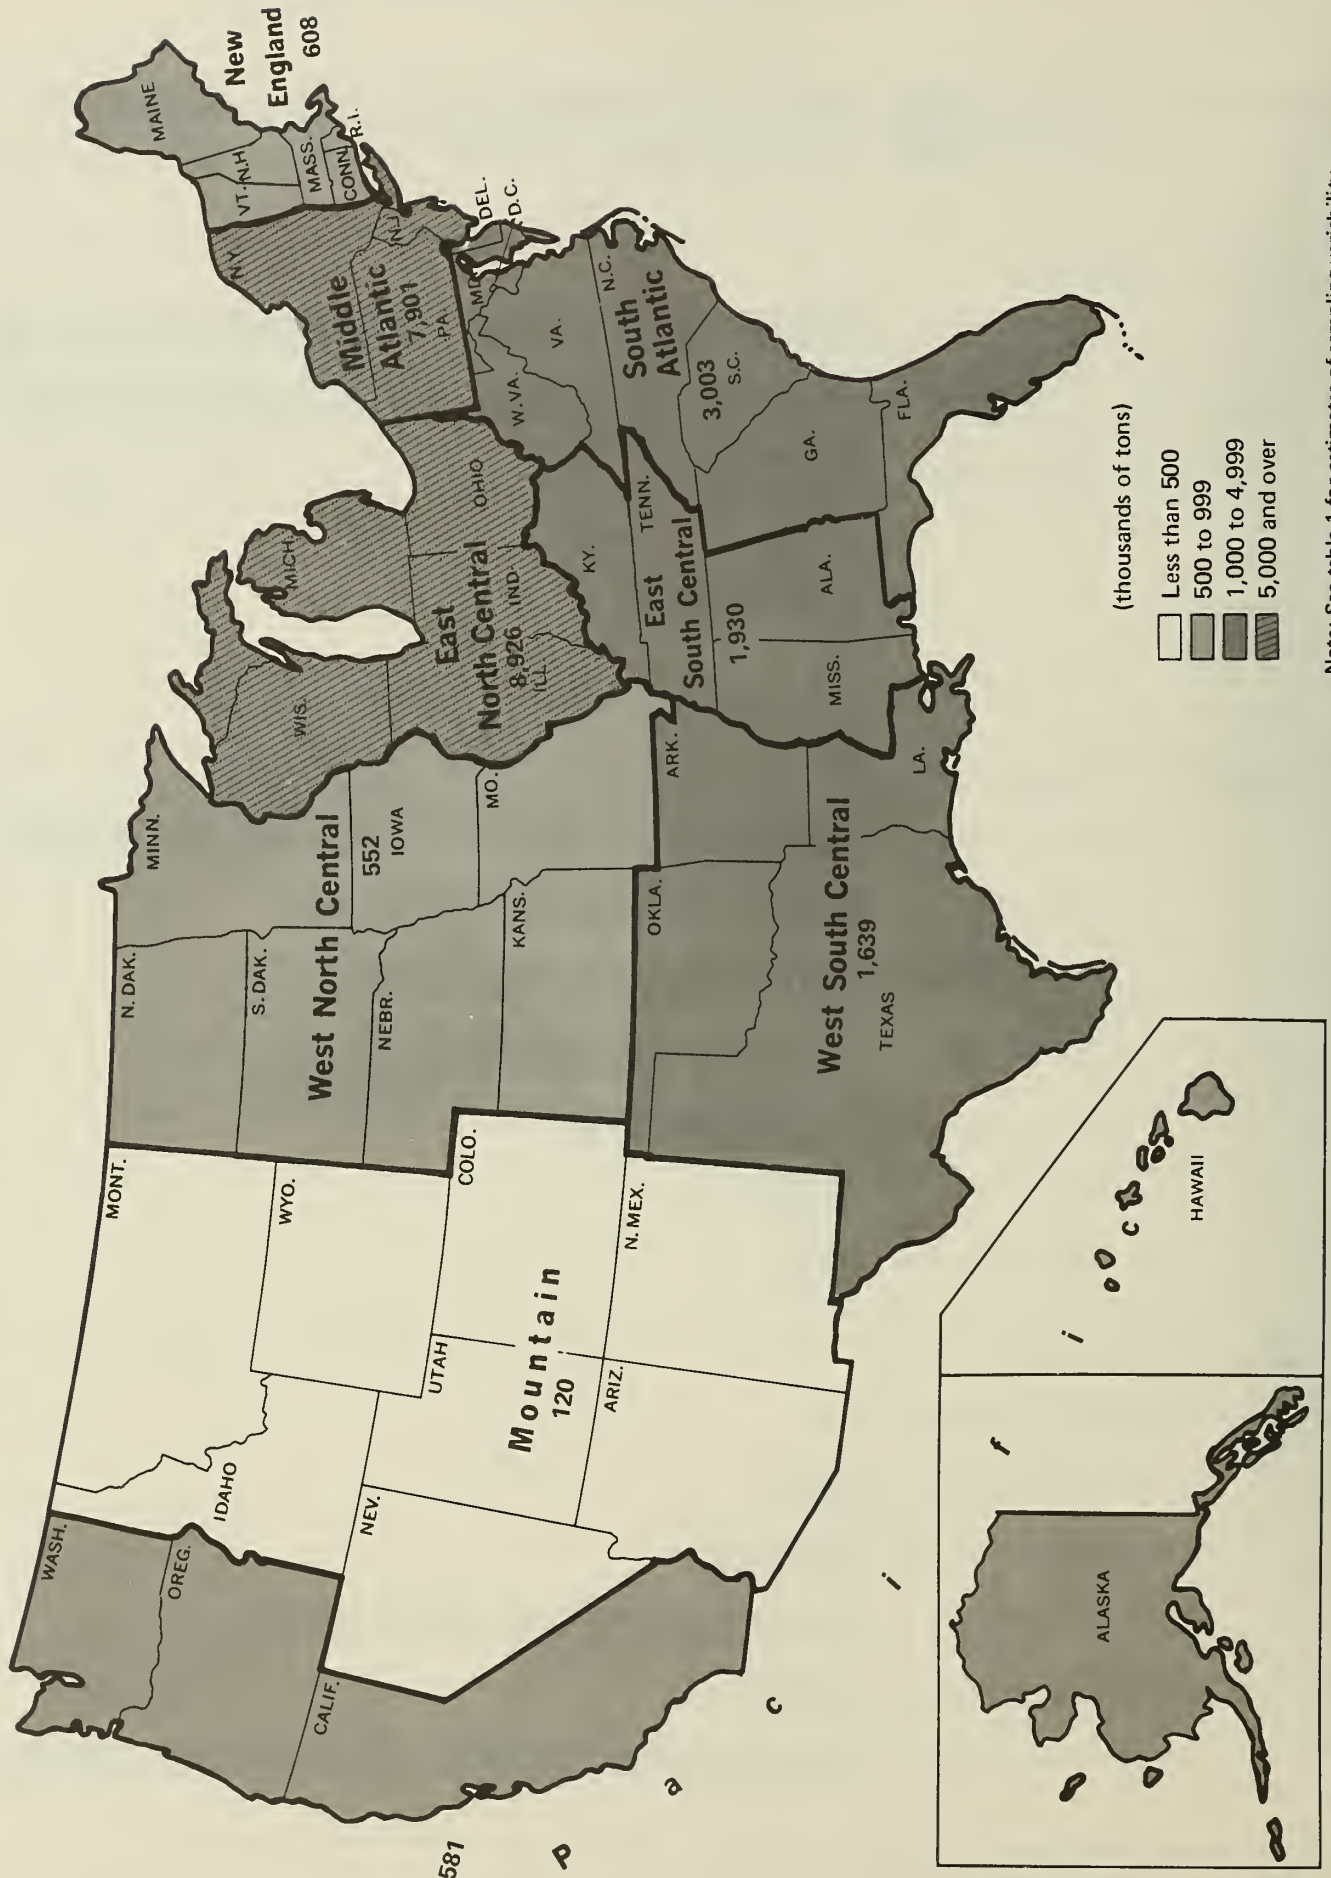 WASH.
OREG.
CALIF.
581
P
a
c
i
f
i
c
IDAHO
NEV.
MONT.
WYO.
UTAH
COLO.
ARIZ.
N. MEX.
Mountain
120
N. DAK.
S. DAK.
NEBR.
KANS.
MINN.
IOWA
MO.
West North Central
552
OKLA.
ARK.
TEXAS
LA.
West South Central
1,639
WIS.
MICH.
ILL.
IND.
OHIO
East
North Central
8,926
KY.
TENN.
MISS.
ALA.
East
South Central
1,930
N.Y.
N.J.
PA.
Middle
Atlantic
7,901
MAINE
VT.
N.H
MASS.
CONN.
R.I.
New
England
608
DEL.
D.C.
MD.
W.VA.
VA.
N.C.
S.C.
GA.
FLA.
South
Atlantic
3,003
ALASKA
HAWAII
(thousands of tons)
Less than 500
500 to 999
1,000 to 4,999
5,000 and over